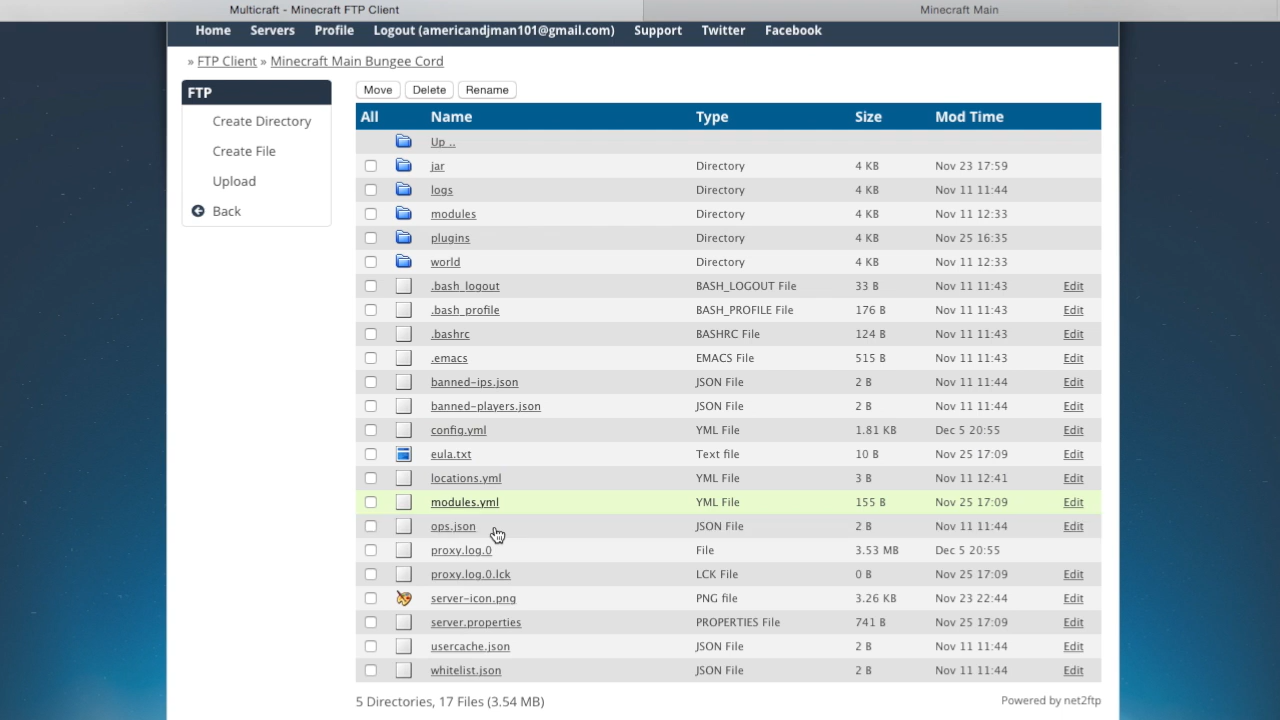 Multicraft - Minecraft FTP Client Minecraft Main
Home Servers Profile Logout (americandjman101@gmail.com) Support Twitter Facebook
» FTP Client » Minecraft Main Bungee Cord
FTP
Create Directory
Create File
Upload
Back
Move Delete Rename
All Name Type Size Mod Time
Up ..
jar Directory 4 KB Nov 23 17:59
logs Directory 4 KB Nov 11 11:44
modules Directory 4 KB Nov 11 12:33
plugins Directory 4 KB Nov 25 16:35
world Directory 4 KB Nov 11 12:33
.bash_logout BASH_LOGOUT File 33 B Nov 11 11:43 Edit
.bash_profile BASH_PROFILE File 176 B Nov 11 11:43 Edit
.bashrc BASHRC File 124 B Nov 11 11:43 Edit
.emacs EMACS File 515 B Nov 11 11:43 Edit
banned-ips.json JSON File 2 B Nov 11 11:44 Edit
banned-players.json JSON File 2 B Nov 11 11:44 Edit
config.yml YML File 1.81 KB Dec 5 20:55 Edit
eula.txt Text file 10 B Nov 25 17:09 Edit
locations.yml YML File 3 B Nov 11 12:41 Edit
modules.yml YML File 155 B Nov 25 17:09 Edit
ops.json JSON File 2 B Nov 11 11:44 Edit
proxy.log.0 File 3.53 MB Dec 5 20:55
proxy.log.0.lck LCK File 0 B Nov 25 17:09 Edit
server-icon.png PNG file 3.26 KB Nov 23 22:44 Edit
server.properties PROPERTIES File 741 B Nov 25 17:09 Edit
usercache.json JSON File 2 B Nov 11 11:44 Edit
whitelist.json JSON File 2 B Nov 11 11:44 Edit
5 Directories, 17 Files (3.54 MB) Powered by net2ftp